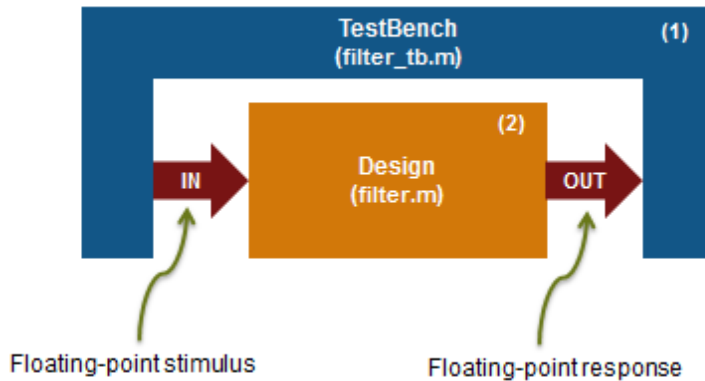 TestBench
(filter_tb.m)
(1)
(2)
Design
(filter.m)
IN
OUT
Floating-point stimulus
Floating-point response